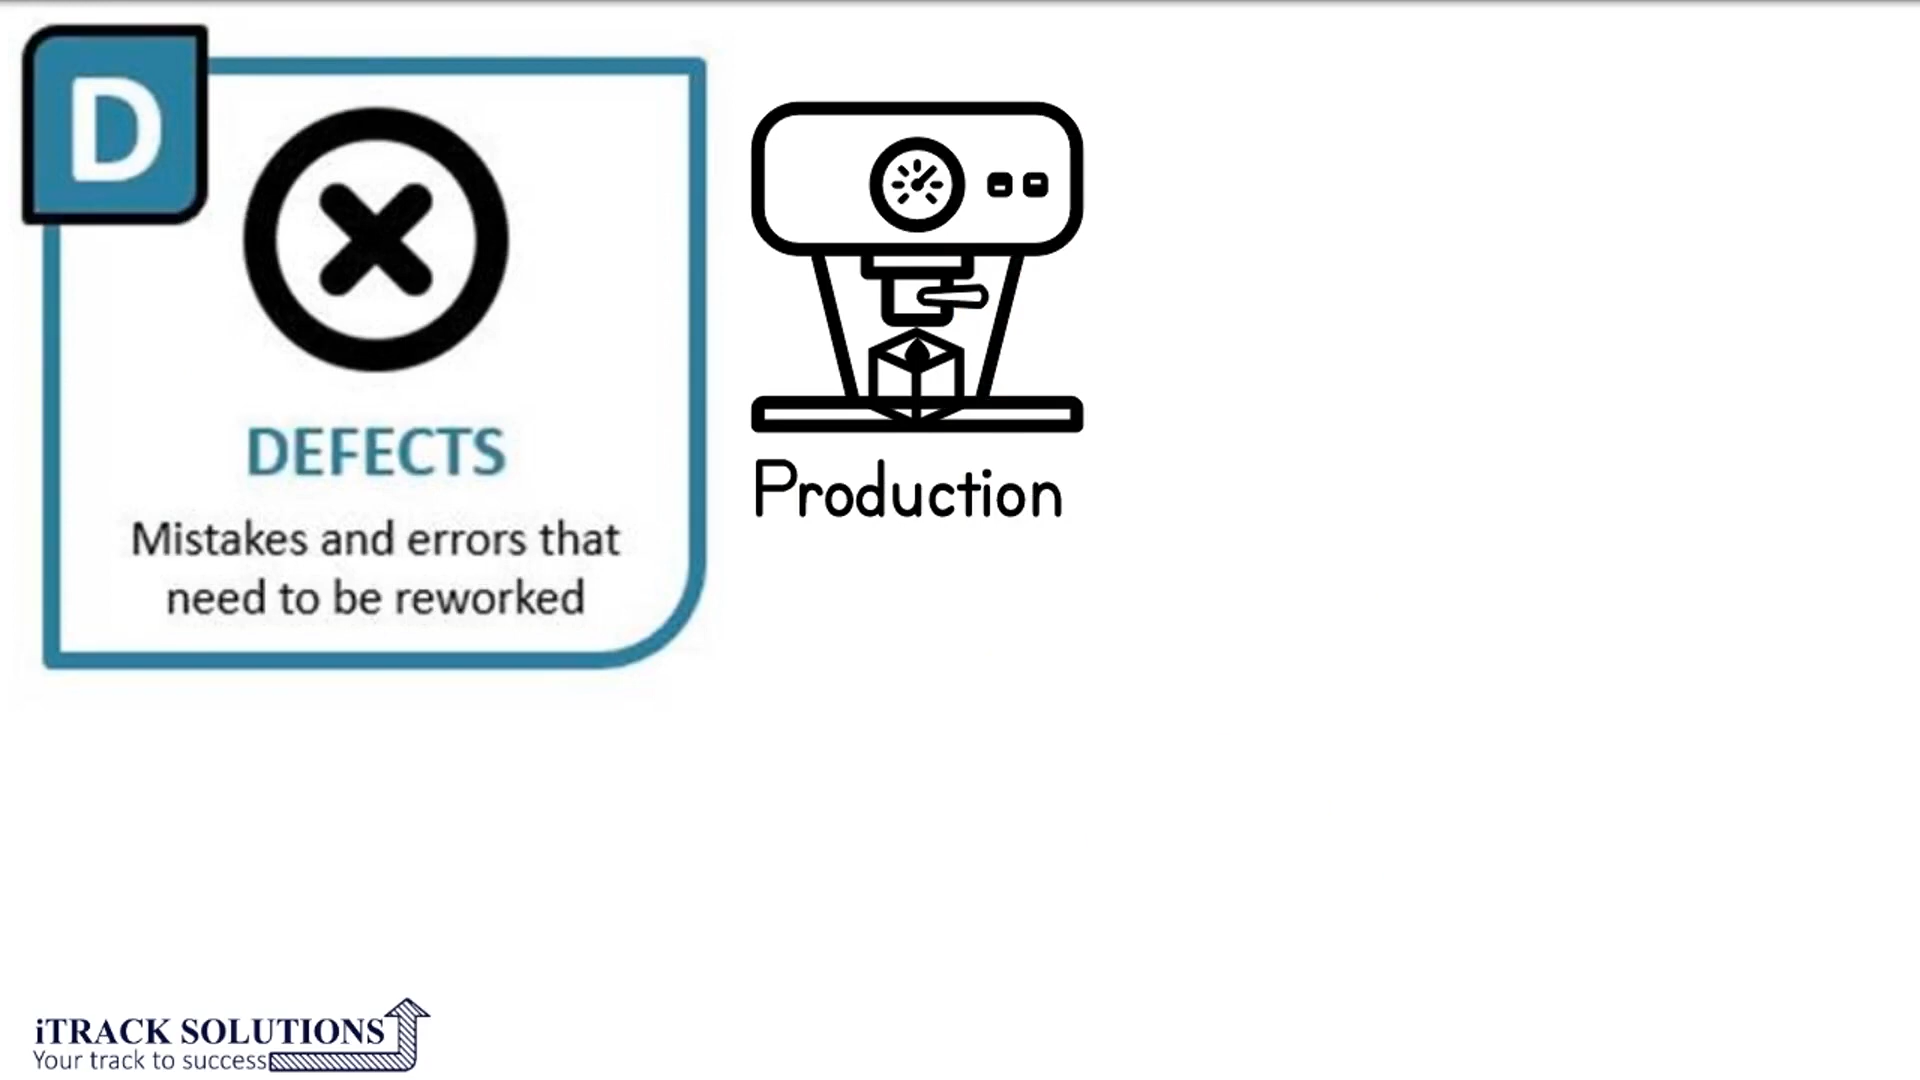 D
DEFECTS
Mistakes and errors that
need to be reworked
Production
iTRACK SOLUTIONS
Your track to success